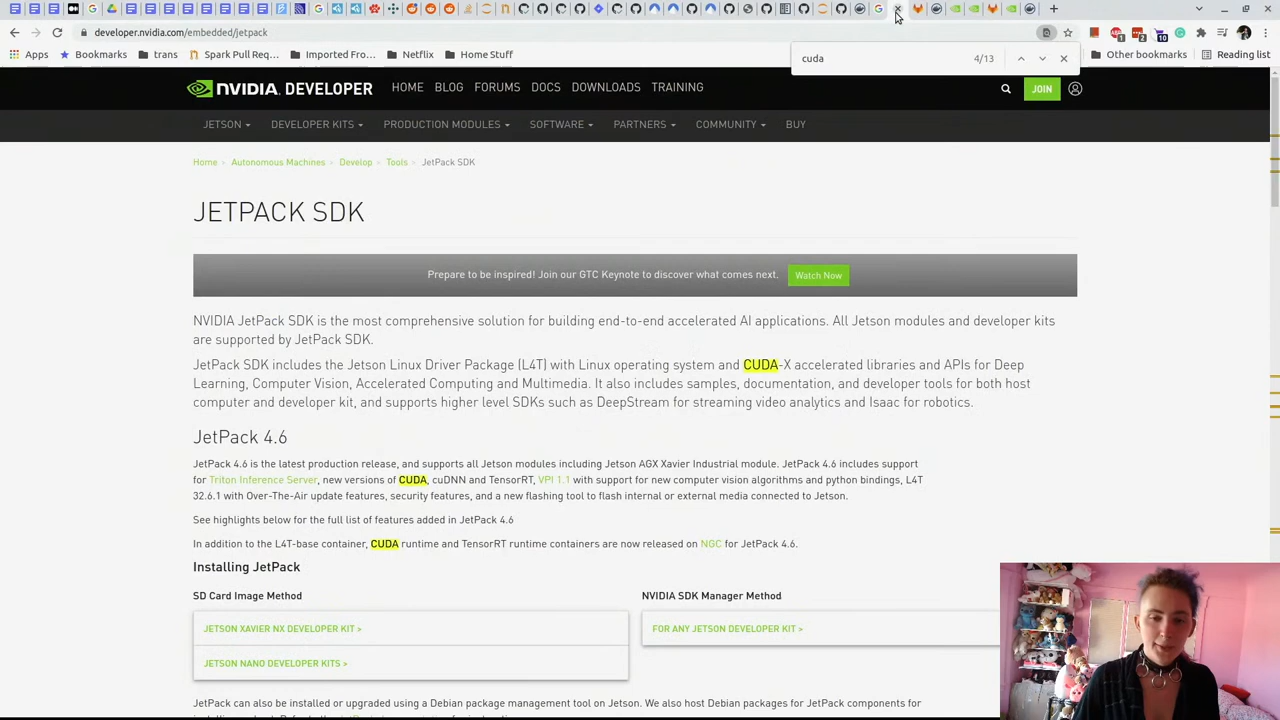 developer.nvidia.com/embedded/jetpack
Apps
Bookmarks
trans
Spark Pull Req...
Imported Fro...
Netflix
Coding
Home Stuff
Other bookmarks
Reading list
cuda
4/13
NVIDIA. DEVELOPER
HOME BLOG FORUMS DOCS DOWNLOADS TRAINING
JOIN
JETSON DEVELOPER KITS PRODUCTION MODULES SOFTWARE PARTNERS COMMUNITY BUY
Home Autonomous Machines Develop Tools JetPack SDK
JETPACK SDK
Prepare to be inspired! Join our GTC Keynote to discover what comes next.
Watch Now
NVIDIA JetPack SDK is the most comprehensive solution for building end-to-end accelerated AI applications. All Jetson modules and developer kits
are supported by JetPack SDK.
JetPack SDK includes the Jetson Linux Driver Package (L4T) with Linux operating system and CUDA-X accelerated libraries and APIs for Deep
Learning, Computer Vision, Accelerated Computing and Multimedia. It also includes samples, documentation, and developer tools for both host
computer and developer kit, and supports higher level SDKs such as DeepStream for streaming video analytics and Isaac for robotics.
JetPack 4.6
JetPack 4.6 is the latest production release, and supports all Jetson modules including Jetson AGX Xavier Industrial module. JetPack 4.6 includes support
for Triton Inference Server, new versions of CUDA, cuDNN and TensorRT, VPI 1.1 with support for new computer vision algorithms and python bindings, L4T
32.6.1 with Over-The-Air update features, security features, and a new flashing tool to flash internal or external media connected to Jetson.
See highlights below for the full list of features added in JetPack 4.6
In addition to the L4T-base container, CUDA runtime and TensorRT runtime containers are now released on NGC for JetPack 4.6.
Installing JetPack
SD Card Image Method
JETSON XAVIER NX DEVELOPER KIT >
JETSON NANO DEVELOPER KITS >
NVIDIA SDK Manager Method
FOR ANY JETSON DEVELOPER KIT >
JetPack can also be installed or upgraded using a Debian package management tool on Jetson. We also host Debian packages for JetPack components for